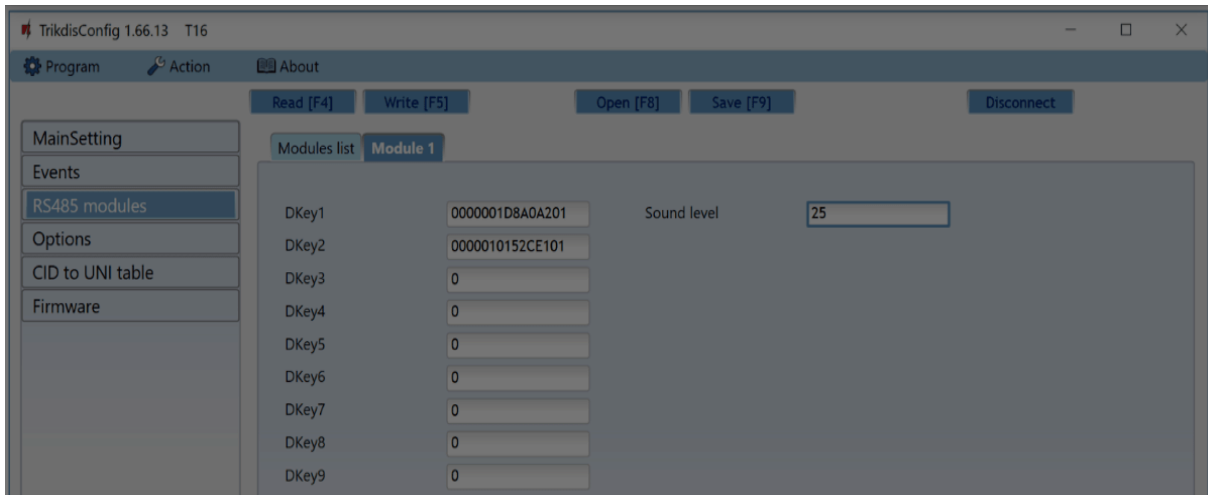 TrikdisConfig 1.66.13 T16
Program Action About
Read [F4] Write [F5] Open [F8] Save [F9] Disconnect
MainSetting
Events
RS485 modules
Options
CID to UNI table
Firmware
Modules list Module 1
DKey1 0000001D8A0A201 Sound level 25
DKey2 0000010152CE101
DKey3 0
DKey4 0
DKey5 0
DKey6 0
DKey7 0
DKey8 0
DKey9 0